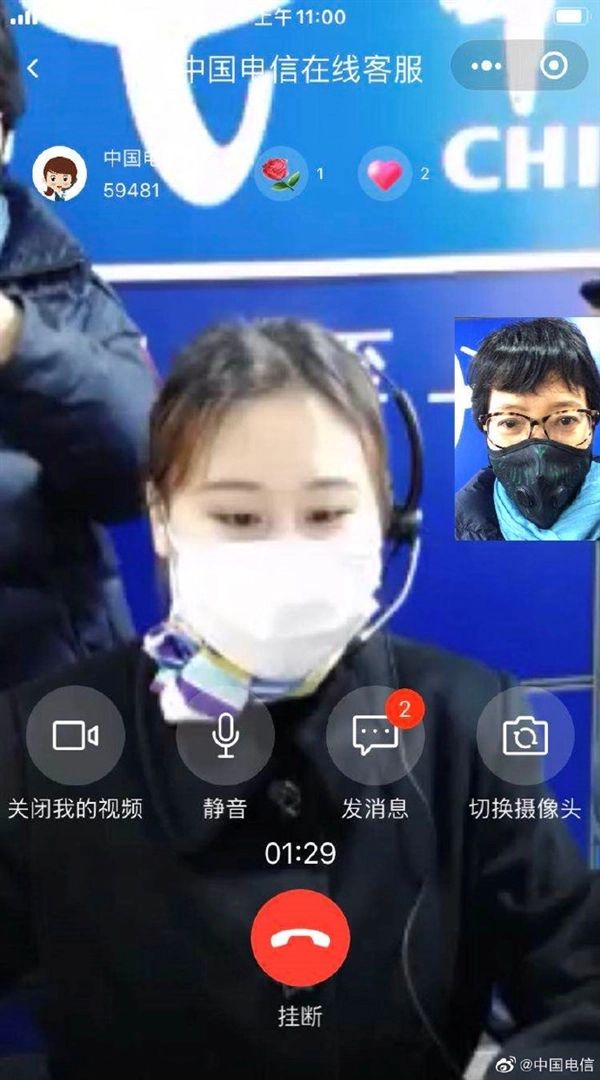 上午11:00
中国电信在线客服
中国电
59481
1
2
CHI
2
关闭我的视频
静音
发消息
切换摄像头
01:29
挂断
@中国电信